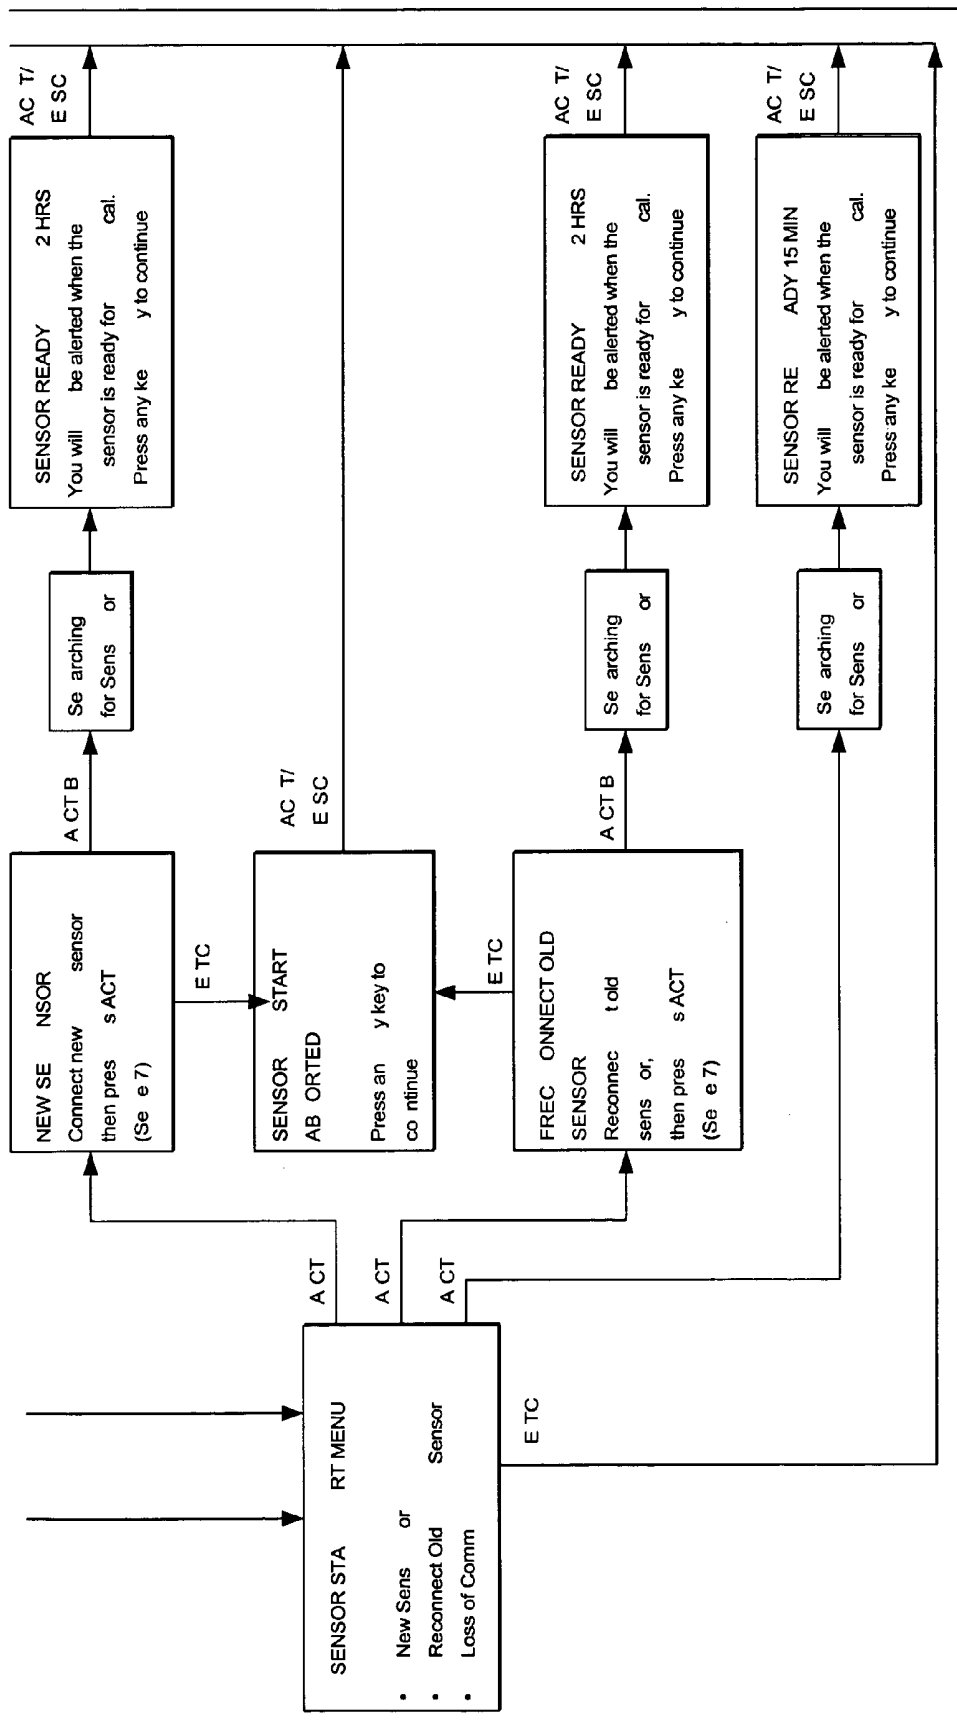 SENSOR STA RT MENU
• New Sens or
• Reconnect Old Sensor
• Loss of Comm
A CT
A CT
A CT
E TC
NEW SE NSOR
Connect new sensor
then pres s ACT
(Se e 7)
A CT B
E TC
Se arching
for Sens or
SENSOR READY 2 HRS
You will be alerted when the
sensor is ready for cal.
Press any ke y to continue
AC T/
E SC
SENSOR START
AB ORTED
Press an y key to
co ntinue
AC T/
E SC
FREC ONNECT OLD
SENSOR
Reconnec t old
sens or,
then pres s ACT
(Se e 7)
E TC
A CT B
Se arching
for Sens or
SENSOR READY 2 HRS
You will be alerted when the
sensor is ready for cal.
Press any ke y to continue
AC T/
E SC
Se arching
for Sens or
SENSOR RE ADY 15 MIN
You will be alerted when the
sensor is ready for cal.
Press any ke y to continue
AC T/
E SC